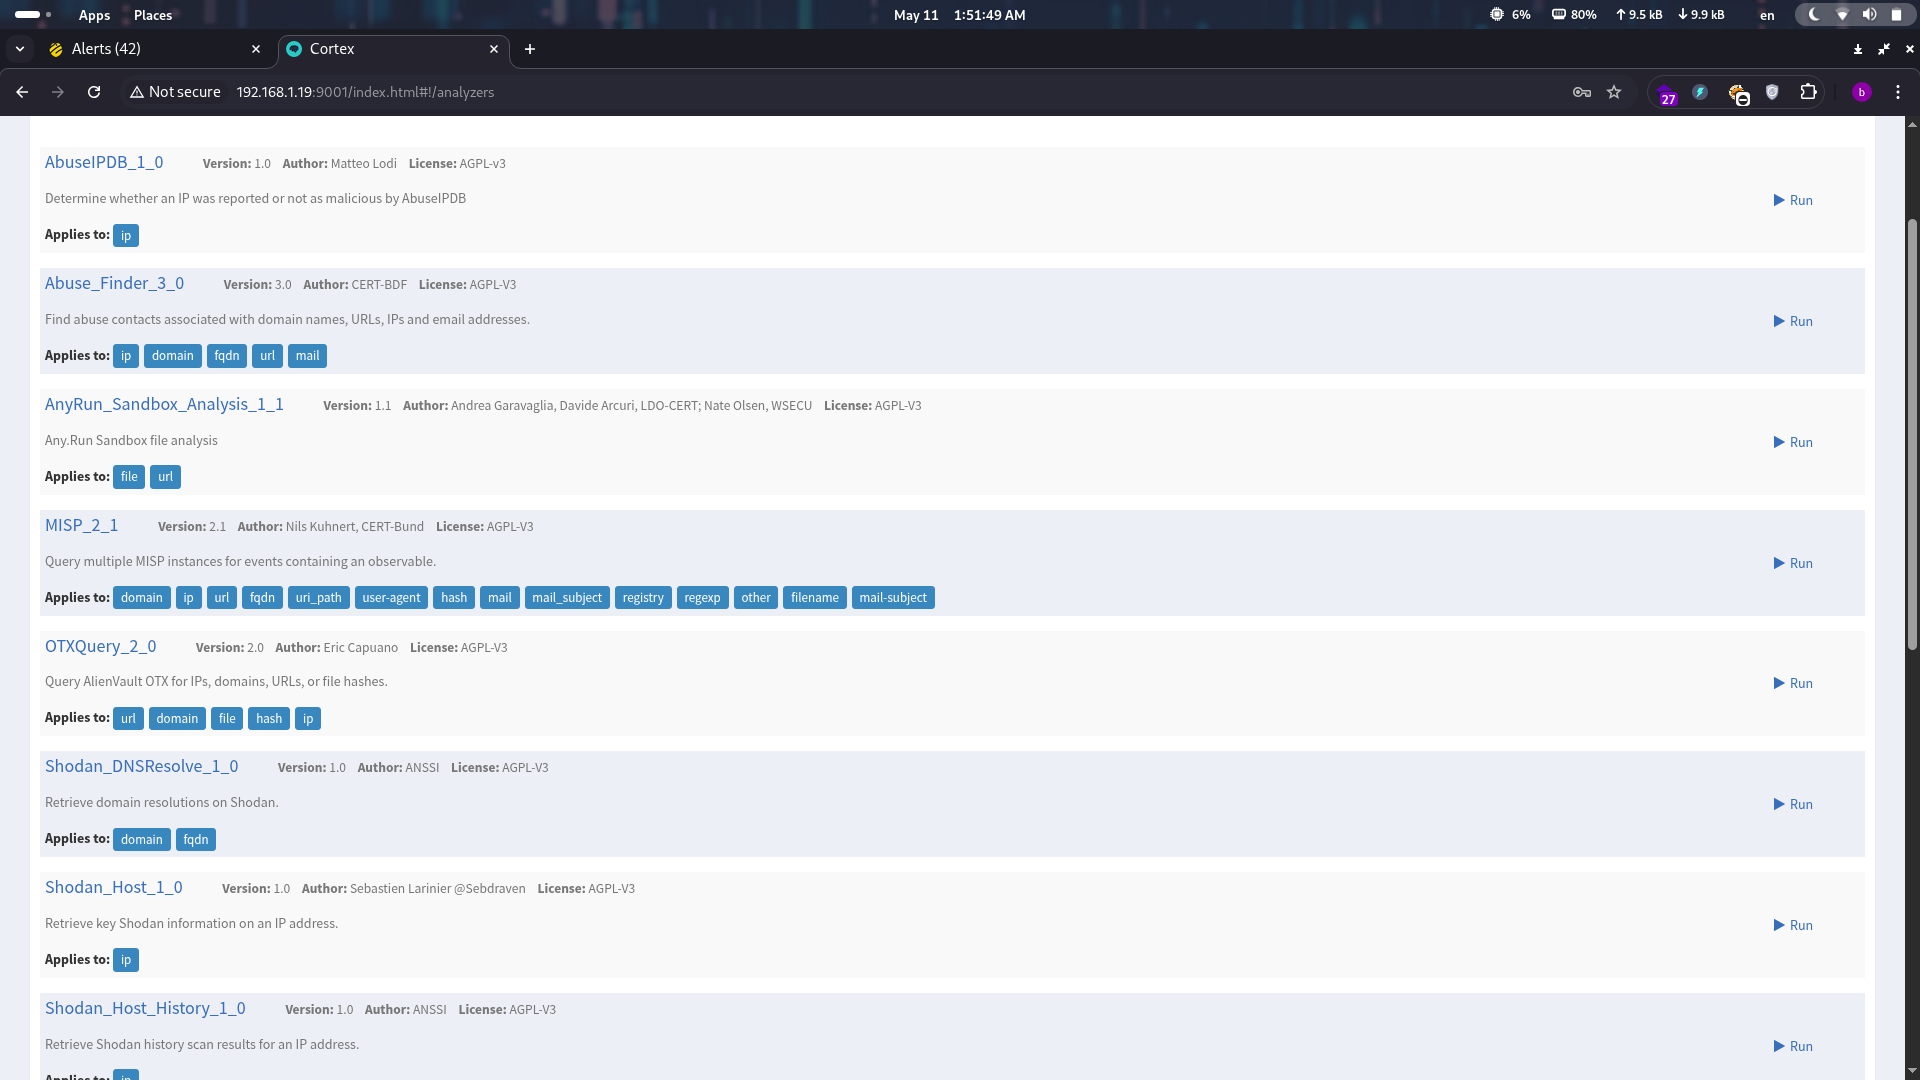 Apps Places May 11 1:51:49 AM 6% 80% 9.5 kB 9.9 kB en
Alerts (42) Cortex
Not secure 192.168.1.19:9001/index.html#!/analyzers 27 b
AbuseIPDB_1_0 Version: 1.0 Author: Matteo Lodi License: AGPL-v3
Determine whether an IP was reported or not as malicious by AbuseIPDB
Run
Applies to: ip
Abuse_Finder_3_0 Version: 3.0 Author: CERT-BDF License: AGPL-V3
Find abuse contacts associated with domain names, URLs, IPs and email addresses.
Run
Applies to: ip domain fqdn url mail
AnyRun_Sandbox_Analysis_1_1 Version: 1.1 Author: Andrea Garavaglia, Davide Arcuri, LDO-CERT; Nate Olsen, WSECU License: AGPL-V3
Any.Run Sandbox file analysis
Run
Applies to: file url
MISP_2_1 Version: 2.1 Author: Nils Kuhnert, CERT-Bund License: AGPL-V3
Query multiple MISP instances for events containing an observable.
Run
Applies to: domain ip url fqdn uri_path user-agent hash mail mail_subject registry regexp other filename mail-subject
OTXQuery_2_0 Version: 2.0 Author: Eric Capuano License: AGPL-V3
Query AlienVault OTX for IPs, domains, URLs, or file hashes.
Run
Applies to: url domain file hash ip
Shodan_DNSResolve_1_0 Version: 1.0 Author: ANSSI License: AGPL-V3
Retrieve domain resolutions on Shodan.
Run
Applies to: domain fqdn
Shodan_Host_1_0 Version: 1.0 Author: Sebastien Larinier @Sebdraven License: AGPL-V3
Retrieve key Shodan information on an IP address.
Run
Applies to: ip
Shodan_Host_History_1_0 Version: 1.0 Author: ANSSI License: AGPL-V3
Retrieve Shodan history scan results for an IP address.
Run
Applies to: ip